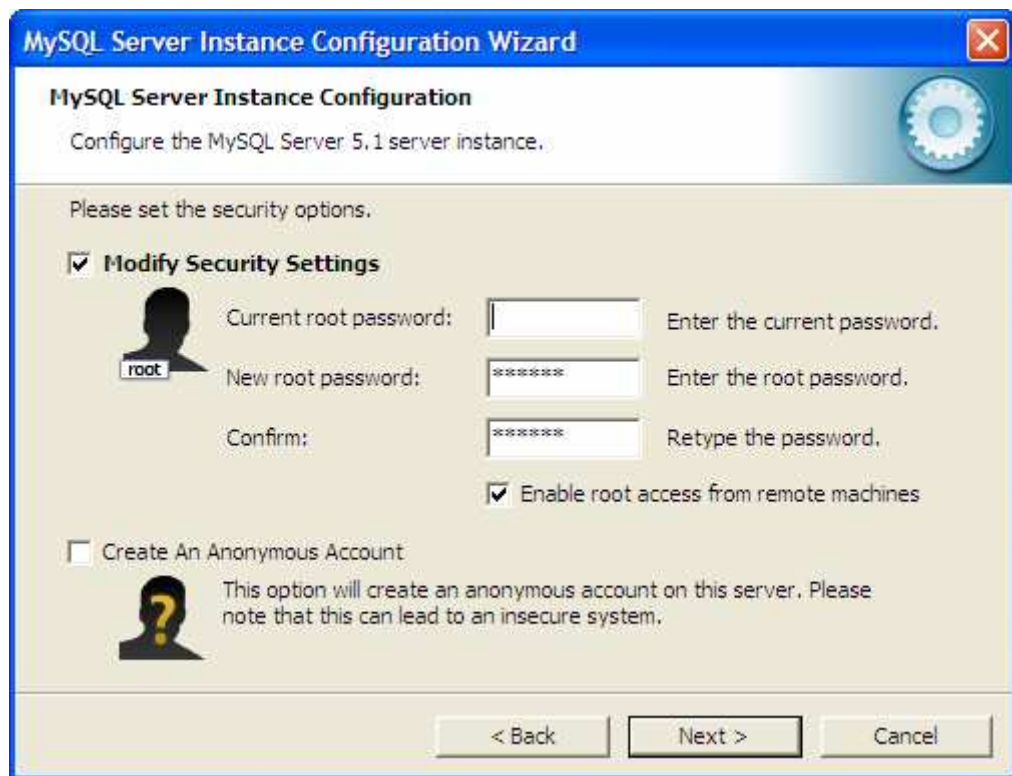 MySQL Server Instance Configuration Wizard
MySQL Server Instance Configuration
Configure the MySQL Server 5.1 server instance.
Please set the security options.
Modify Security Settings
root
Current root password:
Enter the current password.
New root password: ****** Enter the root password.
Confirm: ****** Retype the password.
Enable root access from remote machines
Create An Anonymous Account
?
This option will create an anonymous account on this server. Please
note that this can lead to an insecure system.
< Back Next > Cancel